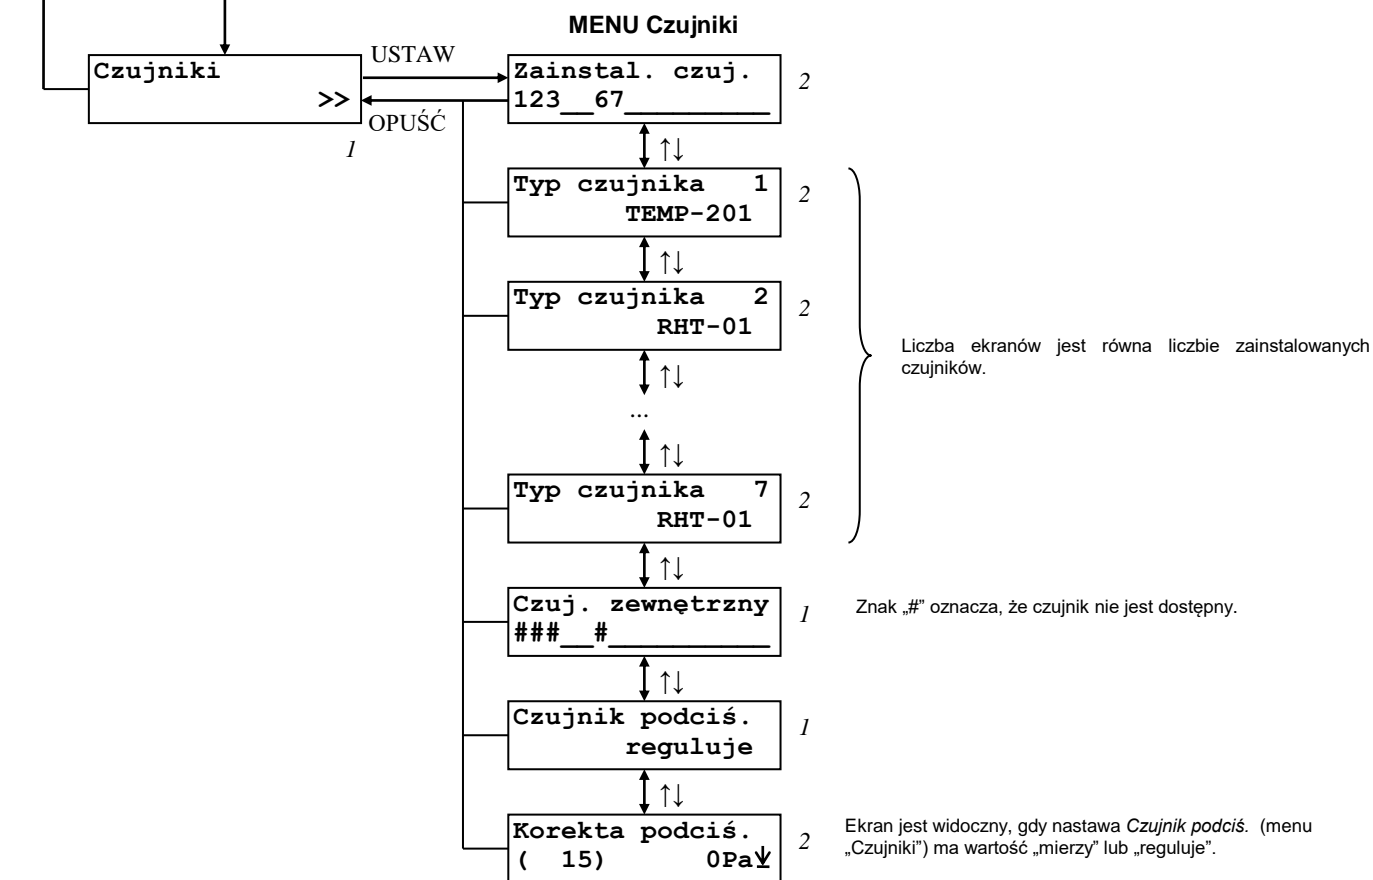 MENU Czujniki
Czujniki
>>
1
USTAW
OPUŚĆ
Zainstal. czuj.
123__67_________
2
↑↓
Typ czujnika 1
TEMP-201
2
↑↓
Typ czujnika 2
RHT-01
2
↑↓
...
↑↓
Typ czujnika 7
RHT-01
2
Liczba ekranów jest równa liczbie zainstalowanych
czujników.
↑↓
Czuj. zewnętrzny
###__#__________
1
Znak „#” oznacza, że czujnik nie jest dostępny.
↑↓
Czujnik podciś.
reguluje
1
↑↓
Korekta podciś.
( 15) 0Pa↓
2
Ekran jest widoczny, gdy nastawa Czujnik podciś. (menu
„Czujniki”) ma wartość „mierzy” lub „reguluje”.